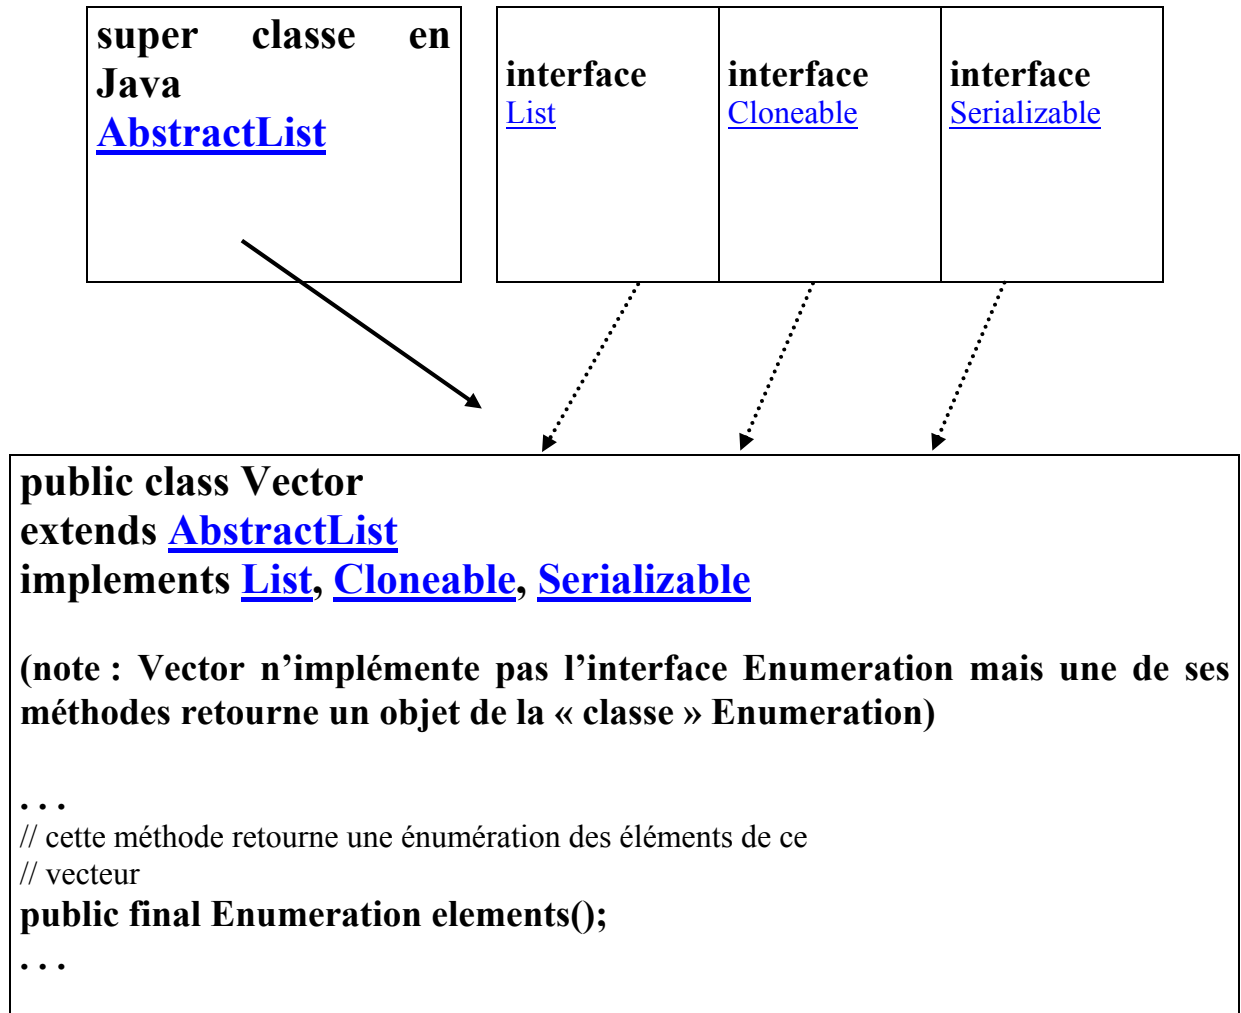 super classe en
Java
AbstractList
interface
List
interface
Cloneable
interface
Serializable
public class Vector
extends AbstractList
implements List, Cloneable, Serializable
(note : Vector n’implémente pas l’interface Enumeration mais une de ses
méthodes retourne un objet de la « classe » Enumeration)
. . .
// cette méthode retourne une énumération des éléments de ce
// vecteur
public final Enumeration elements();
. . .